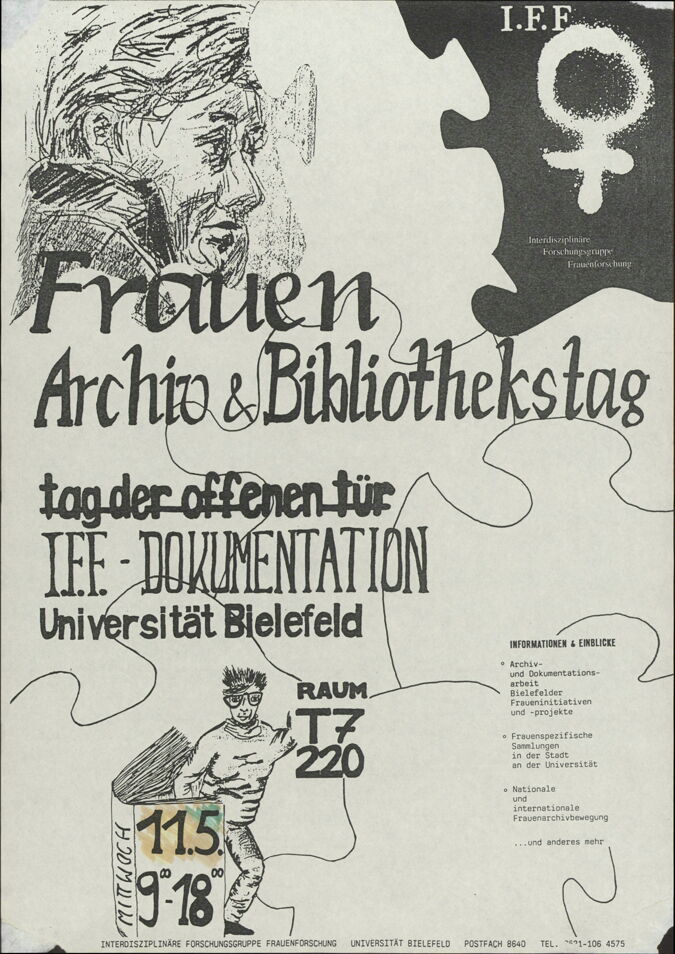 I.F.F.
Interdisziplinäre
Forschungsgruppe
Frauenforschung
Frauen
Archiv & Bibliothekstag
tag der offenen tür
I.F.F. - DOKUMENTATION
Universität Bielefeld
RAUM
T7
220
MITTWOCH
11.5.
9⁰⁰-18⁰⁰
INFORMATIONEN & EINBLICKE
° Archiv-
und Dokumentations-
arbeit
Bielefelder
Fraueninitiativen
und -projekte
° Frauenspezifische
Sammlungen
in der Stadt
an der Universität
° Nationale
und
internationale
Frauenarchivbewegung
...und anderes mehr
INTERDISZIPLINÄRE FORSCHUNGSGRUPPE FRAUENFORSCHUNG UNIVERSITÄT BIELEFELD POSTFACH 8640 TEL. -106 4575